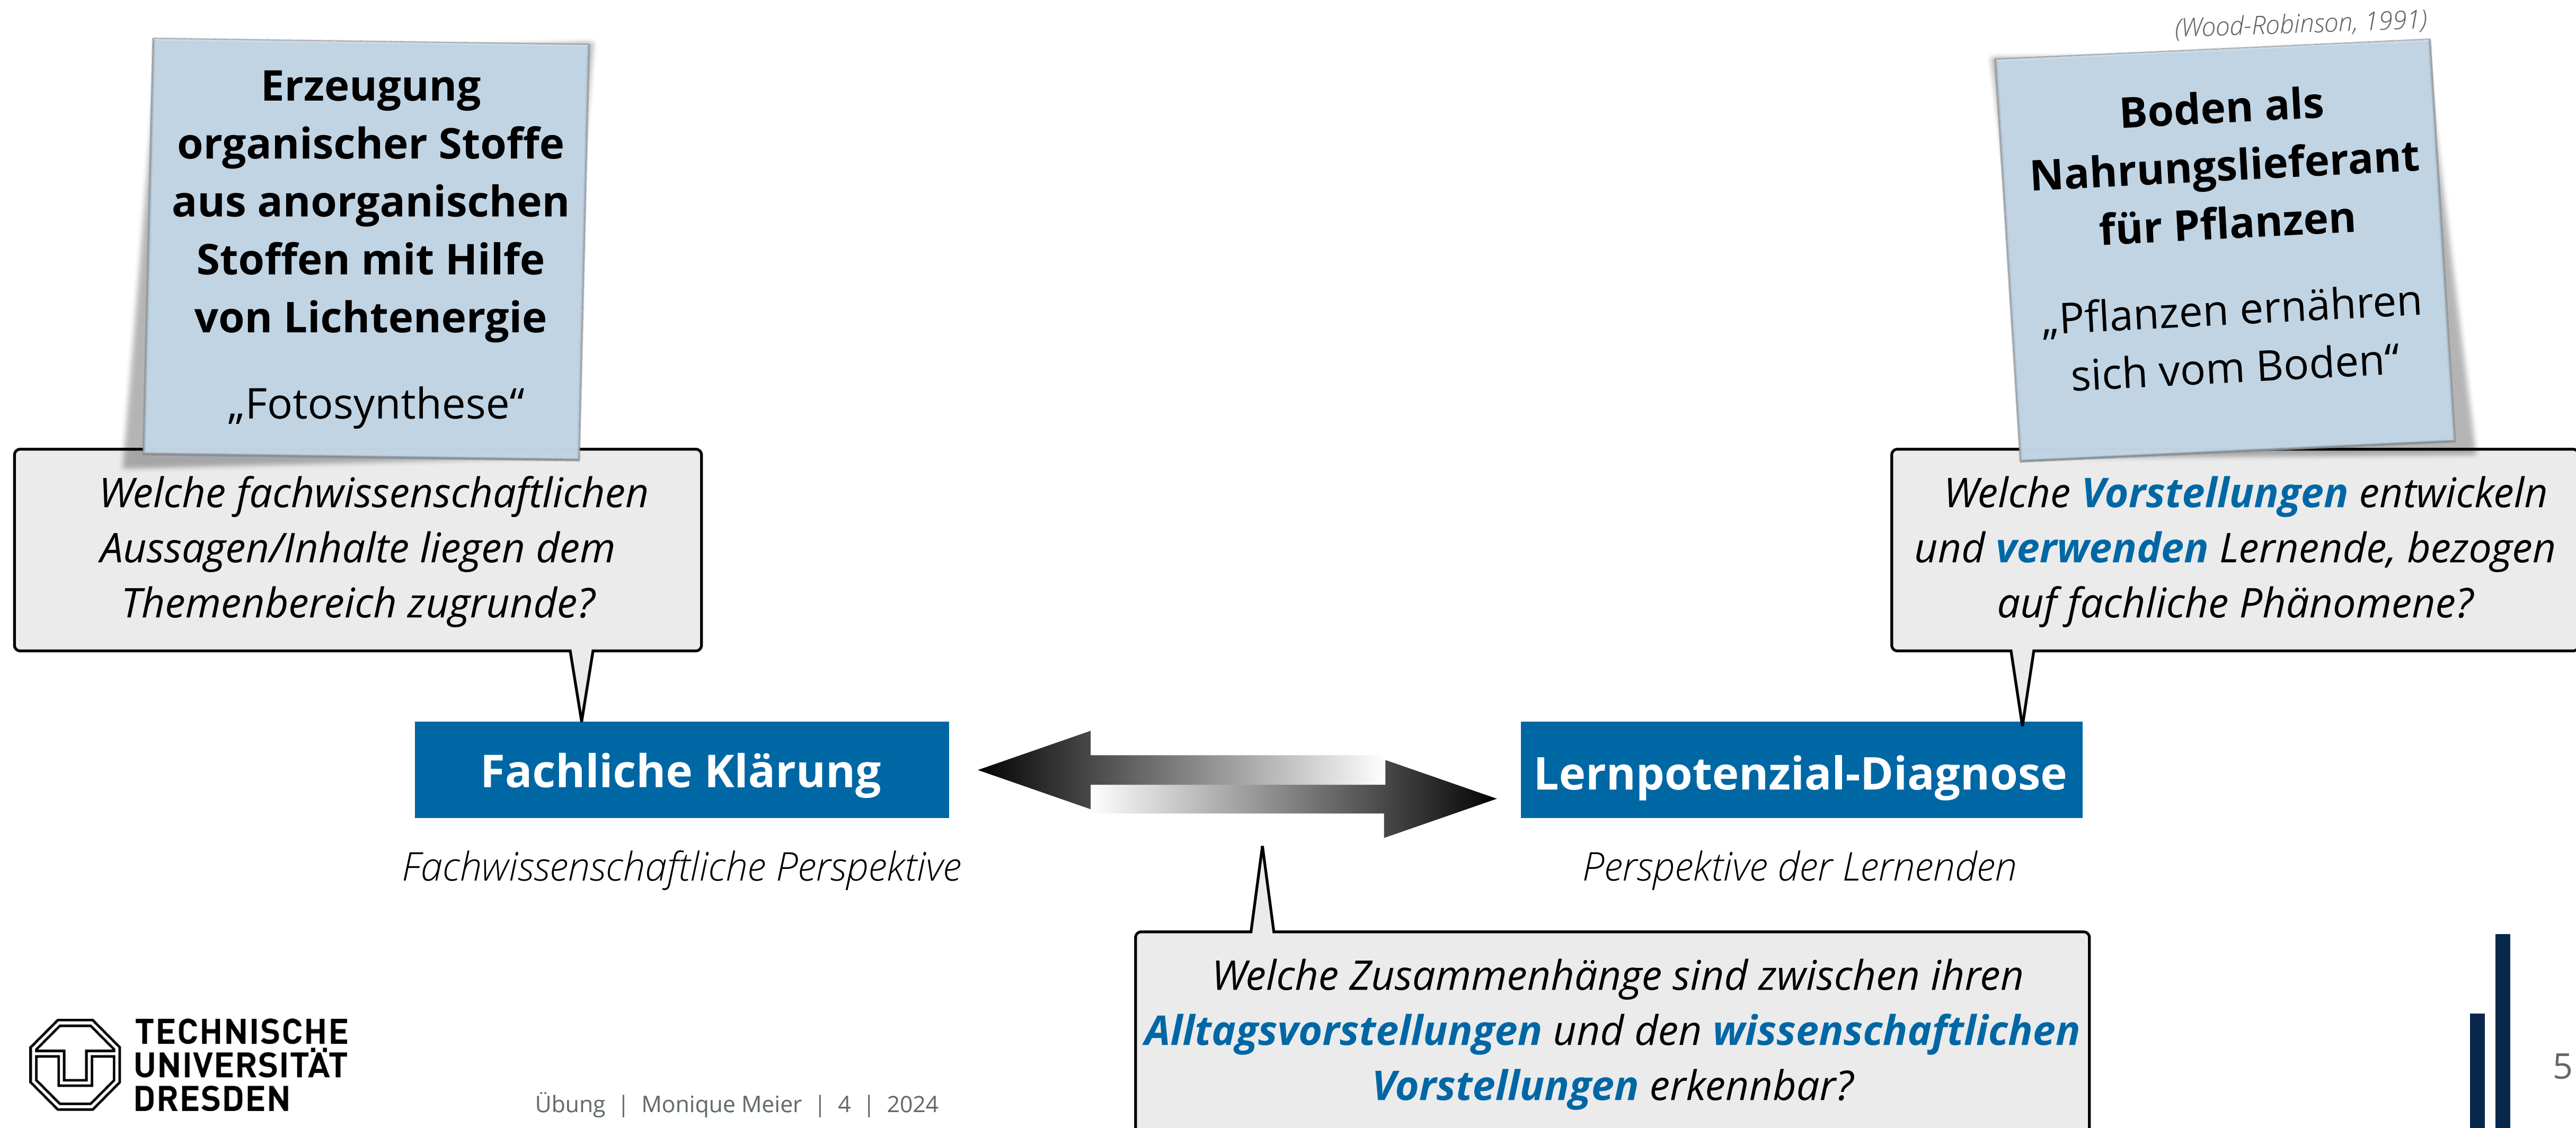 (Wood-Robinson, 1991)
Erzeugung
organischer Stoffe
aus anorganischen
Stoffen mit Hilfe
von Lichtenergie
„Fotosynthese“
Boden als
Nahrungslieferant
für Pflanzen
„Pflanzen ernähren
sich vom Boden“
Welche fachwissenschaftlichen
Aussagen/Inhalte liegen dem
Themenbereich zugrunde?
Welche Vorstellungen entwickeln
und verwenden Lernende, bezogen
auf fachliche Phänomene?
Fachliche Klärung
Lernpotenzial-Diagnose
Fachwissenschaftliche Perspektive
Perspektive der Lernenden
Welche Zusammenhänge sind zwischen ihren
Alltagsvorstellungen und den wissenschaftlichen
Vorstellungen erkennbar?
TECHNISCHE
UNIVERSITÄT
DRESDEN
Übung | Monique Meier | 4 | 2024
5